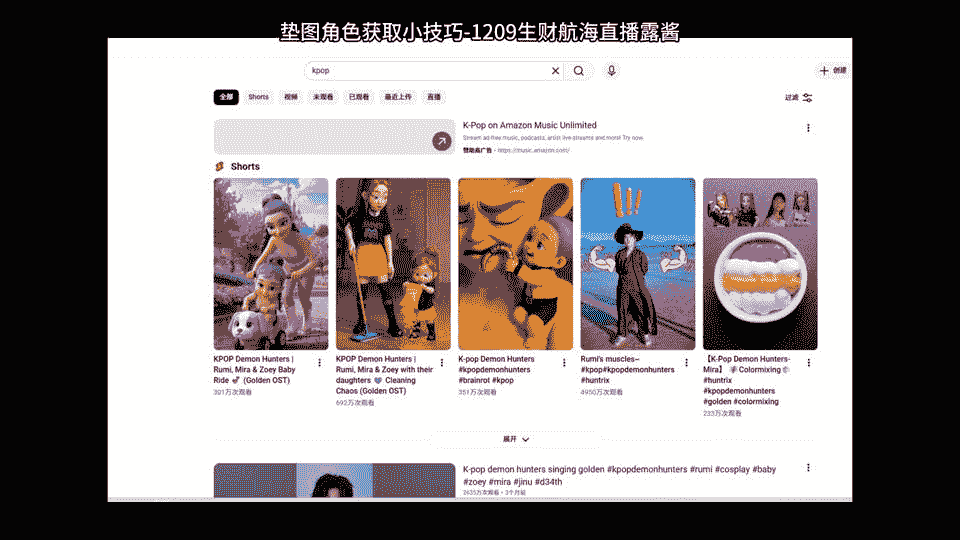 垫图角色获取小技巧-1209生财航海直播露酱
kpop
创建
全部
Shorts
视频
未观看
已观看
最近上传
直播
过滤
K-Pop on Amazon Music Unlimited
Stream ad-free music, podcasts, artist live-streams and more! Try now.
赞助商广告 · https://music.amazon.com/
Shorts
!!!
KPOP Demon Hunters |
Rumi, Mira & Zoey Baby
Ride 💕 (Golden OST)
301万次观看
KPOP Demon Hunters |
Rumi, Mira & Zoey with their
daughters 💜 Cleaning
Chaos (Golden OST)
692万次观看
K-pop Demon Hunters
#kpopdemonhunters
#brainrot #kpop
351万次观看
Rumi's muscles~
#kpop#kpopdemonhunters
#huntrix
4950万次观看
【K-Pop Demon Hunters-
Mira】 Colormixing
#huntrix
#kpopdemonhunters
#golden #colormixing
233万次观看
展开
K-pop demon hunters singing golden #kpopdemonhunters #rumi #cosplay #baby
#zoey #mira #jinu #d34th
2635万次观看 • 3个月前